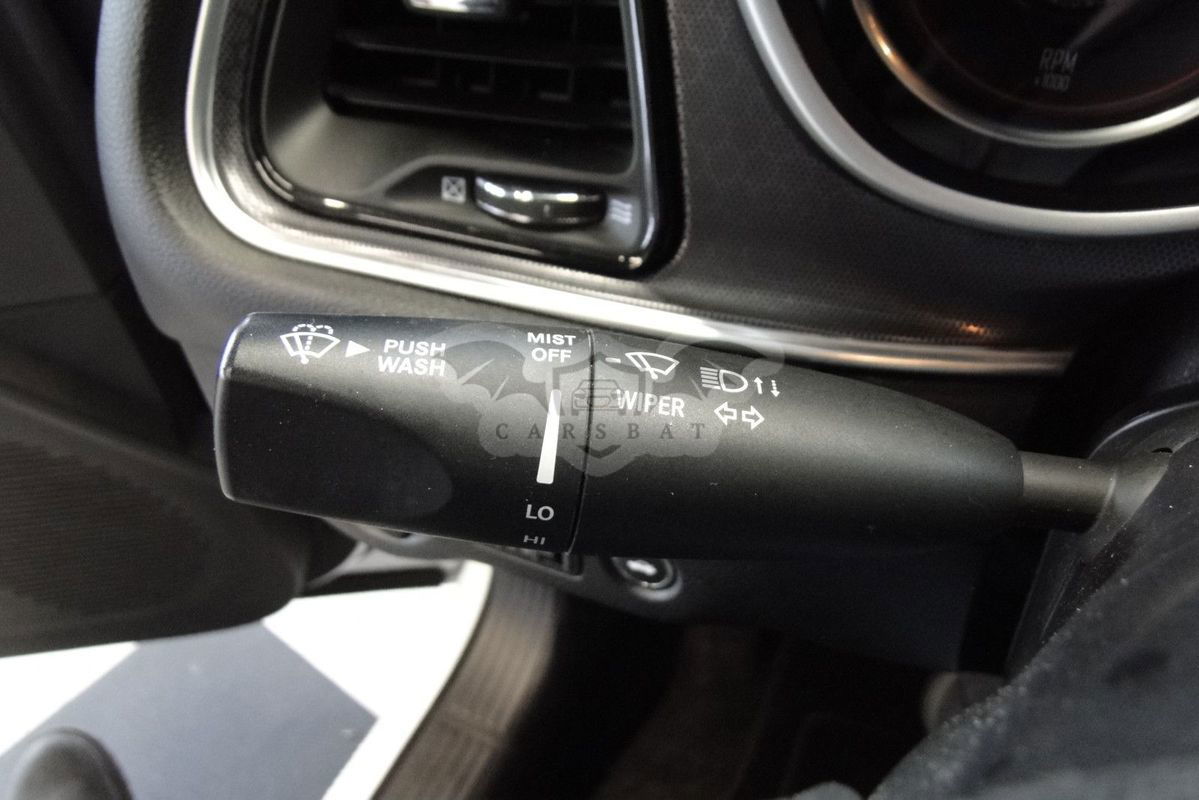 RPM
x1000
PUSH
WASH
MIST
OFF
WIPER
CARSBAT
LO
HI